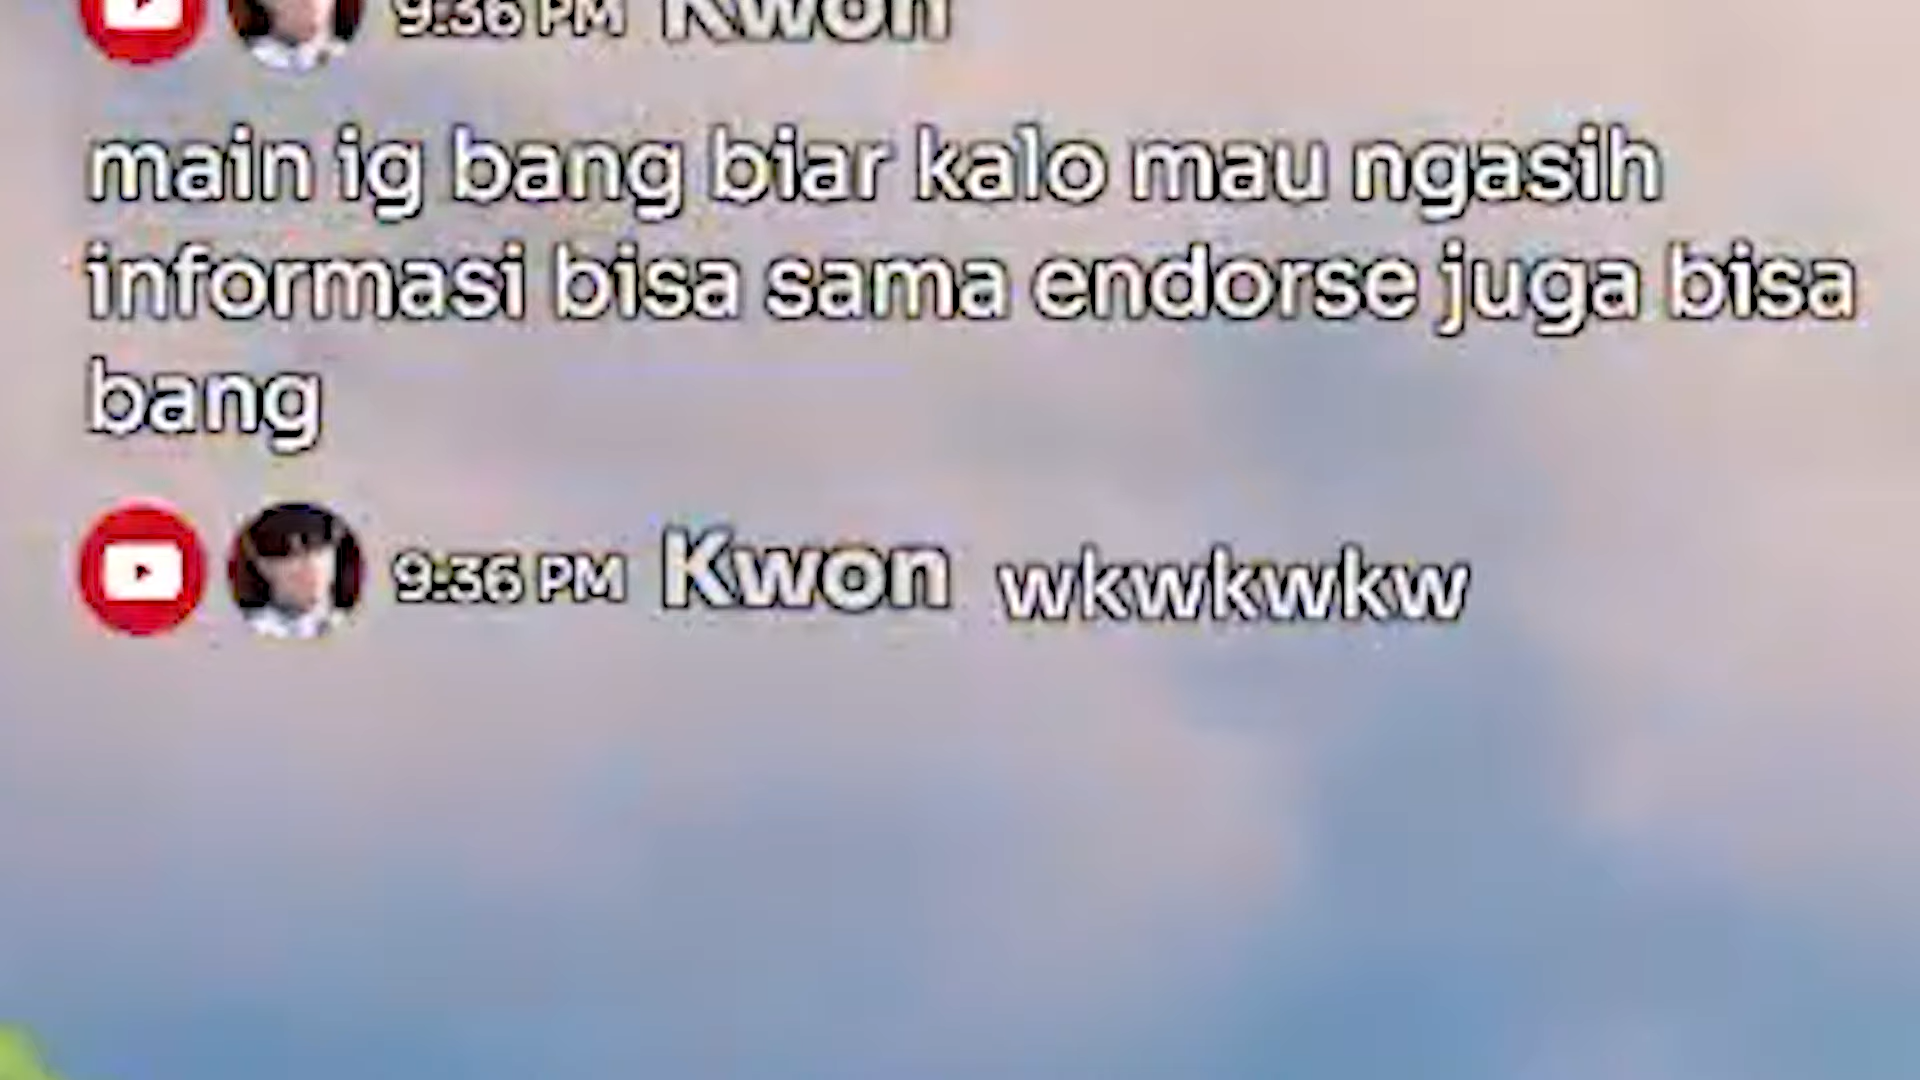 9:36 PM Kwon
main ig bang biar kalo mau ngasih
informasi bisa sama endorse juga bisa
bang
9:36 PM Kwon wkwkwkw